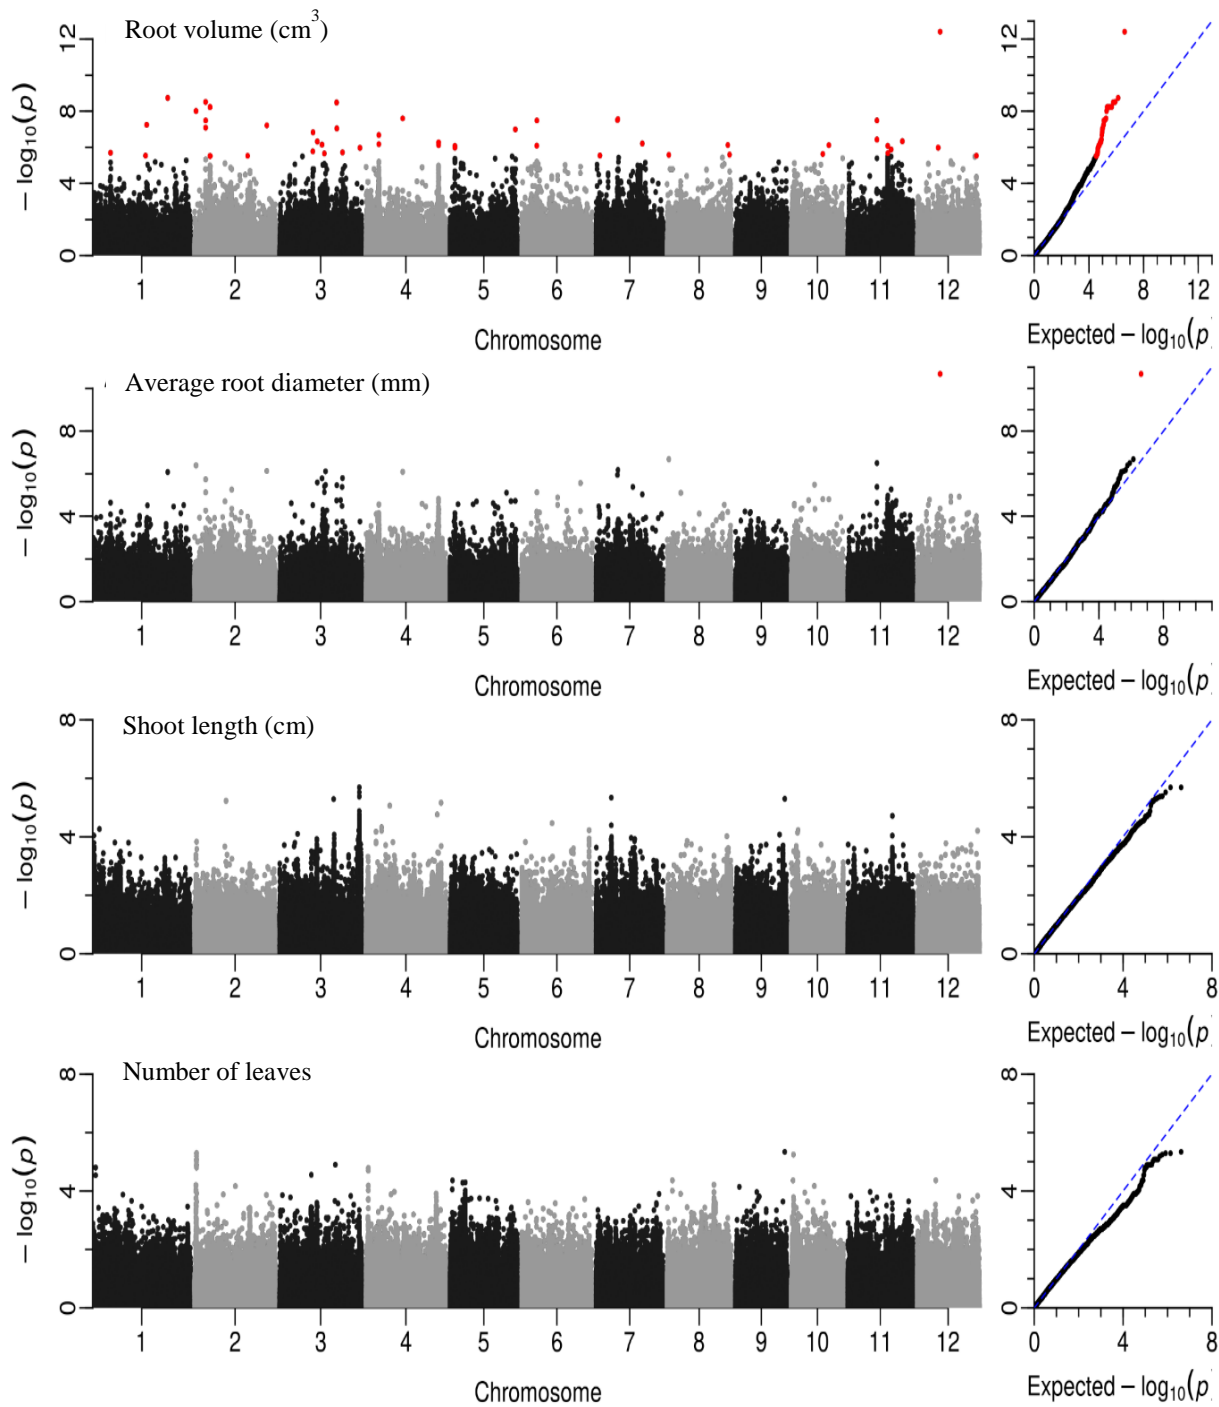 Root volume (cm³)
− log₁₀(p)
12
8
4
0
1 2 3 4 5 6 7 8 9 10 11 12
Chromosome
12
8
4
0
0 4 8 12
Expected − log₁₀(p)
Average root diameter (mm)
− log₁₀(p)
8
4
0
1 2 3 4 5 6 7 8 9 10 11 12
Chromosome
8
4
0
0 4 8
Expected − log₁₀(p)
Shoot length (cm)
− log₁₀(p)
8
4
0
1 2 3 4 5 6 7 8 9 10 11 12
Chromosome
8
4
0
0 4 8
Expected − log₁₀(p)
Number of leaves
− log₁₀(p)
8
4
0
1 2 3 4 5 6 7 8 9 10 11 12
Chromosome
8
4
0
0 4 8
Expected − log₁₀(p)